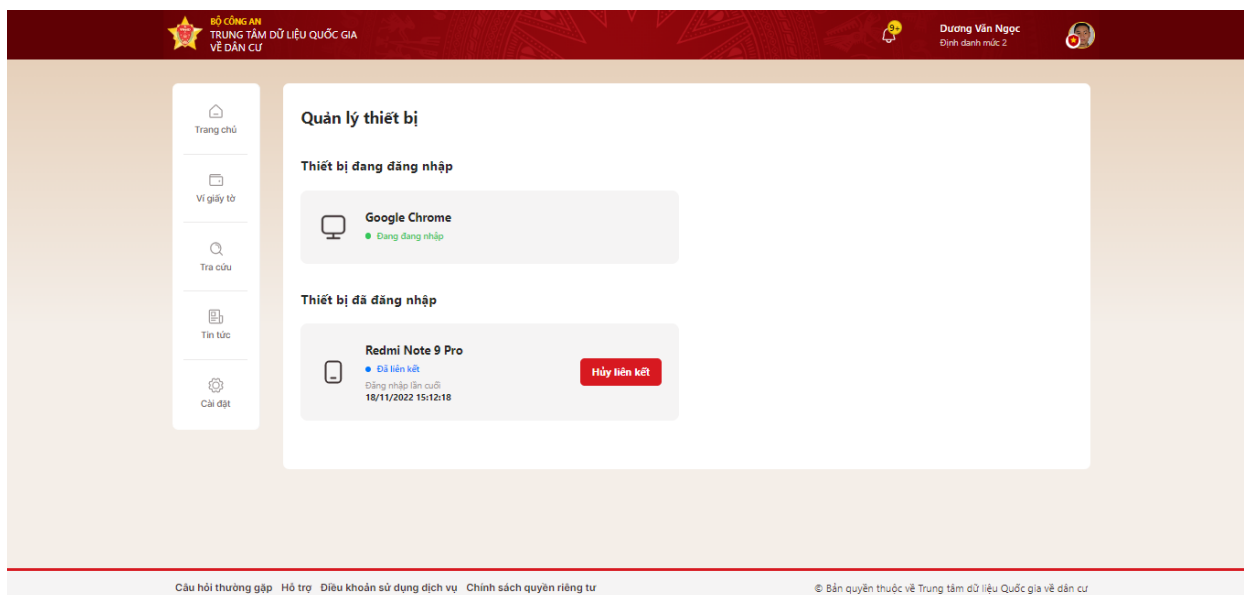 BỘ CÔNG AN
TRUNG TÂM DỮ LIỆU QUỐC GIA
VỀ DÂN CƯ
9+
Dương Văn Ngọc
Định danh mức 2
Trang chủ
Ví giấy tờ
Tra cứu
Tin tức
Cài đặt
Quản lý thiết bị
Thiết bị đang đăng nhập
Google Chrome
Đang đang nhập
Thiết bị đã đăng nhập
Redmi Note 9 Pro
Đã liên kết
Đăng nhập lần cuối
18/11/2022 15:12:18
Hủy liên kết
Câu hỏi thường gặp Hỗ trợ Điều khoản sử dụng dịch vụ Chính sách quyền riêng tư
© Bản quyền thuộc về Trung tâm dữ liệu Quốc gia về dân cư